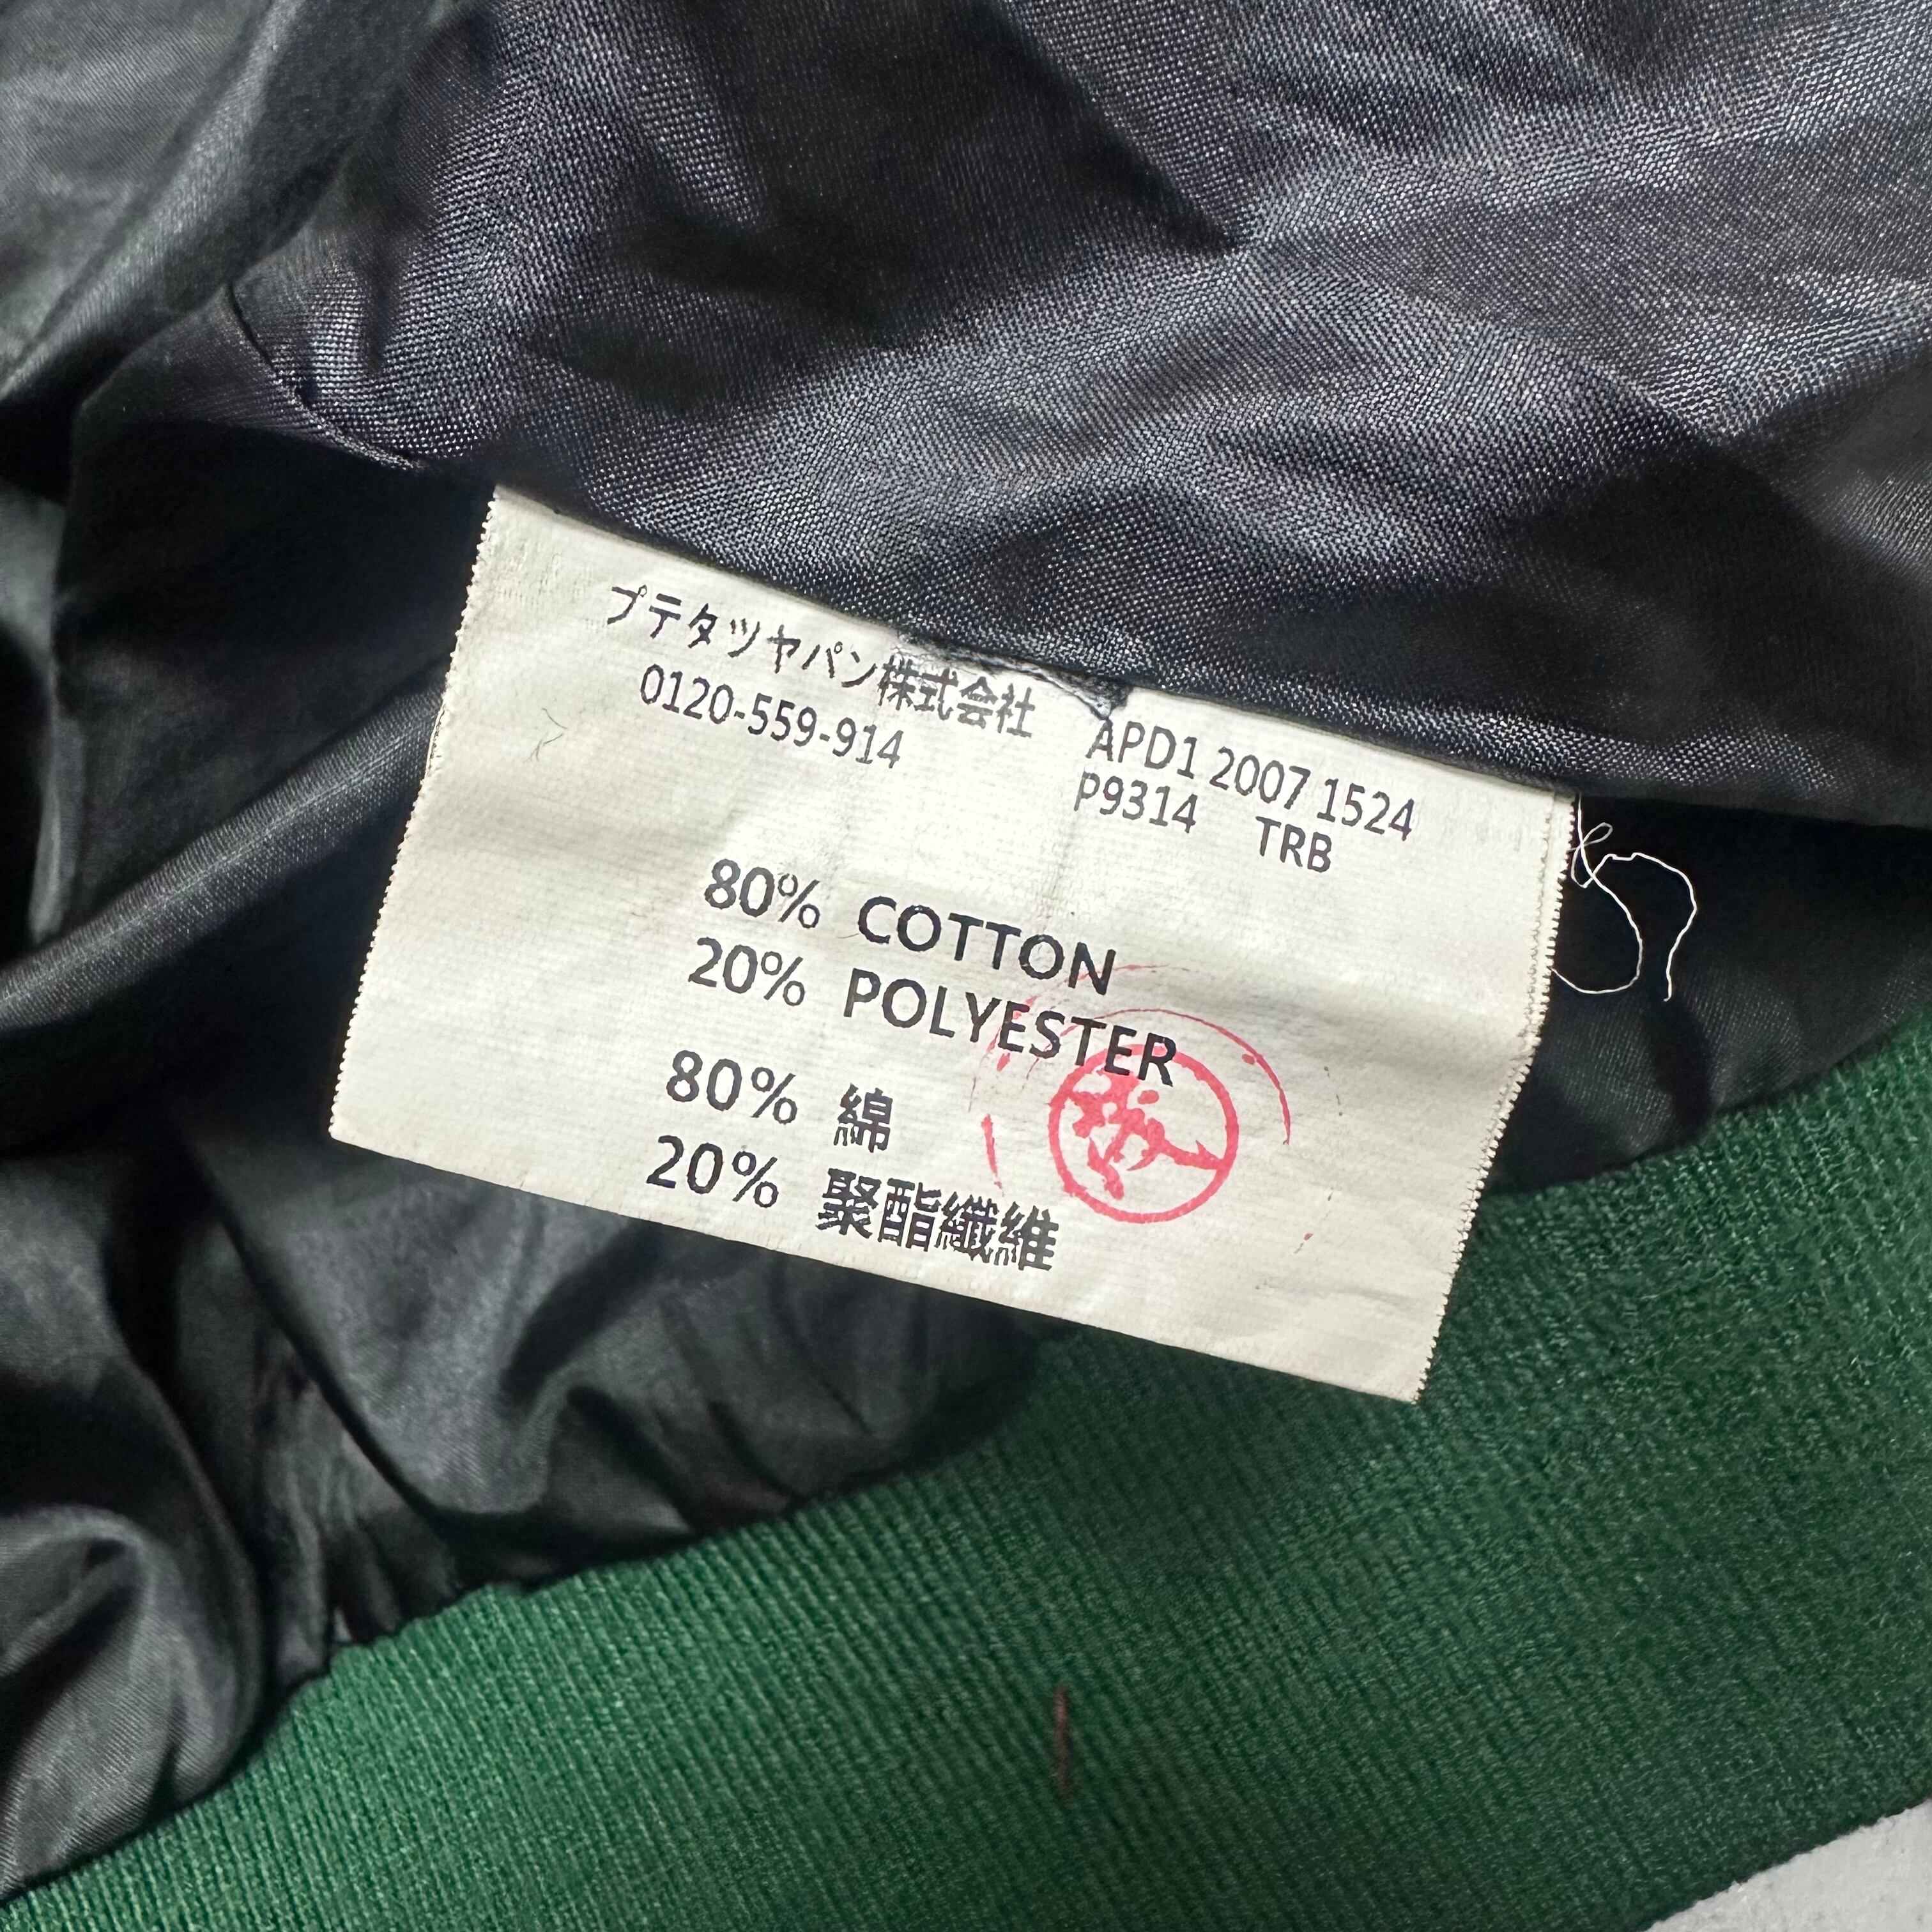 プテタツヤパン株式会社
0120-559-914
APD1 2007 1524
P9314 TRB
80% COTTON
20% POLYESTER
80% 綿
20% 聚酯纖維